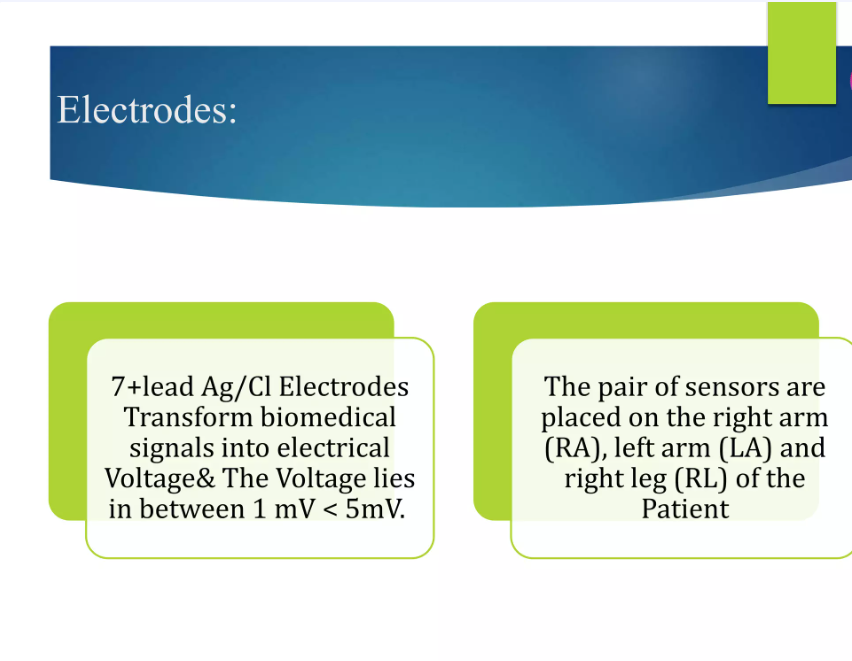 Electrodes:
7+lead Ag/Cl Electrodes
Transform biomedical
signals into electrical
Voltage& The Voltage lies
in between 1 mV < 5mV.
The pair of sensors are
placed on the right arm
(RA), left arm (LA) and
right leg (RL) of the
Patient